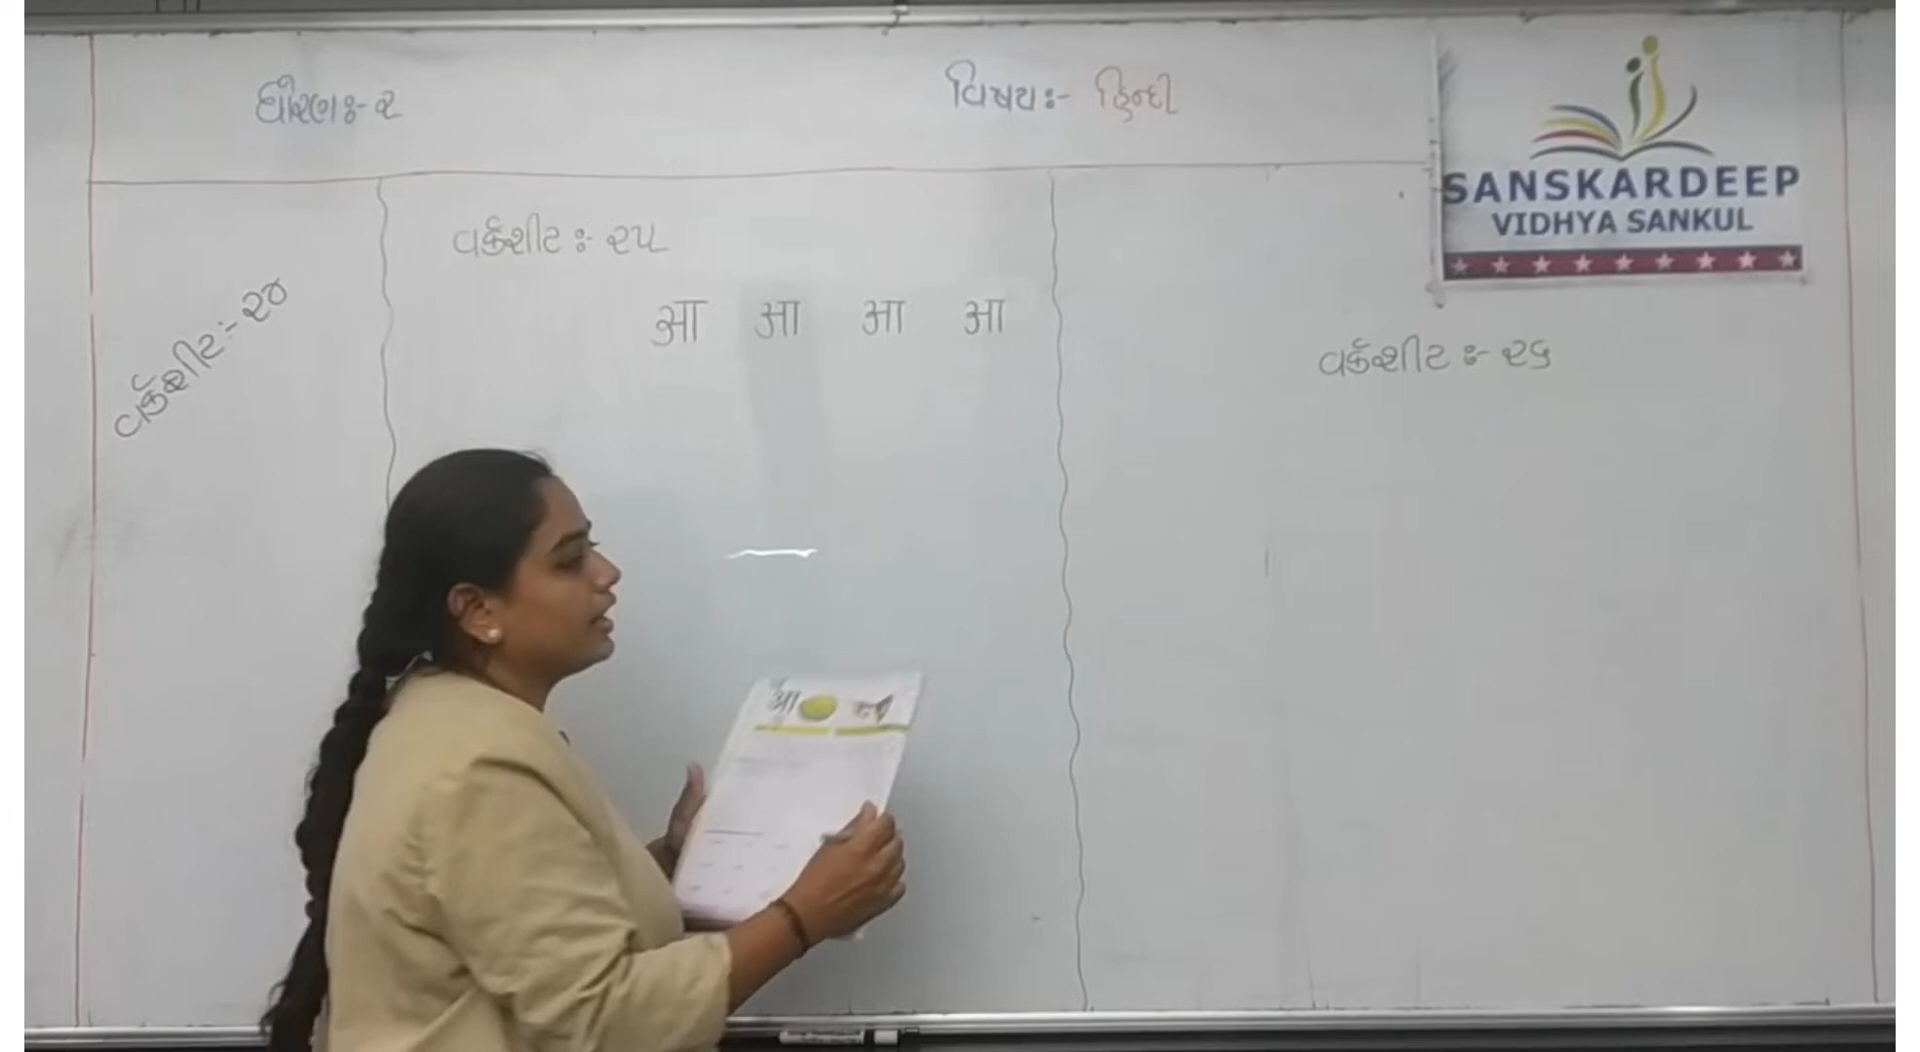 ધોરણઃ-૨
વિષયઃ- હિન્દી
SANSKARDEEP
VIDHYA SANKUL
વર્કશીટઃ-૨૪
વર્કશીટઃ-૨૫
आ आ आ आ
વર્કશીટઃ-૨૬
आ